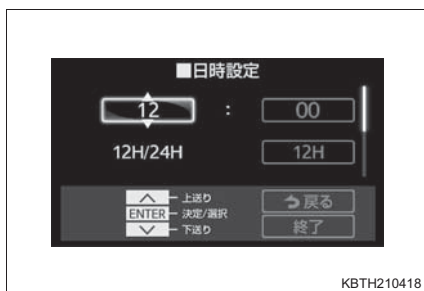 ■日時設定
12 : 00
12H/24H 12H
上送り
ENTER 決定/選択 戻る
下送り 終了
KBTH210418